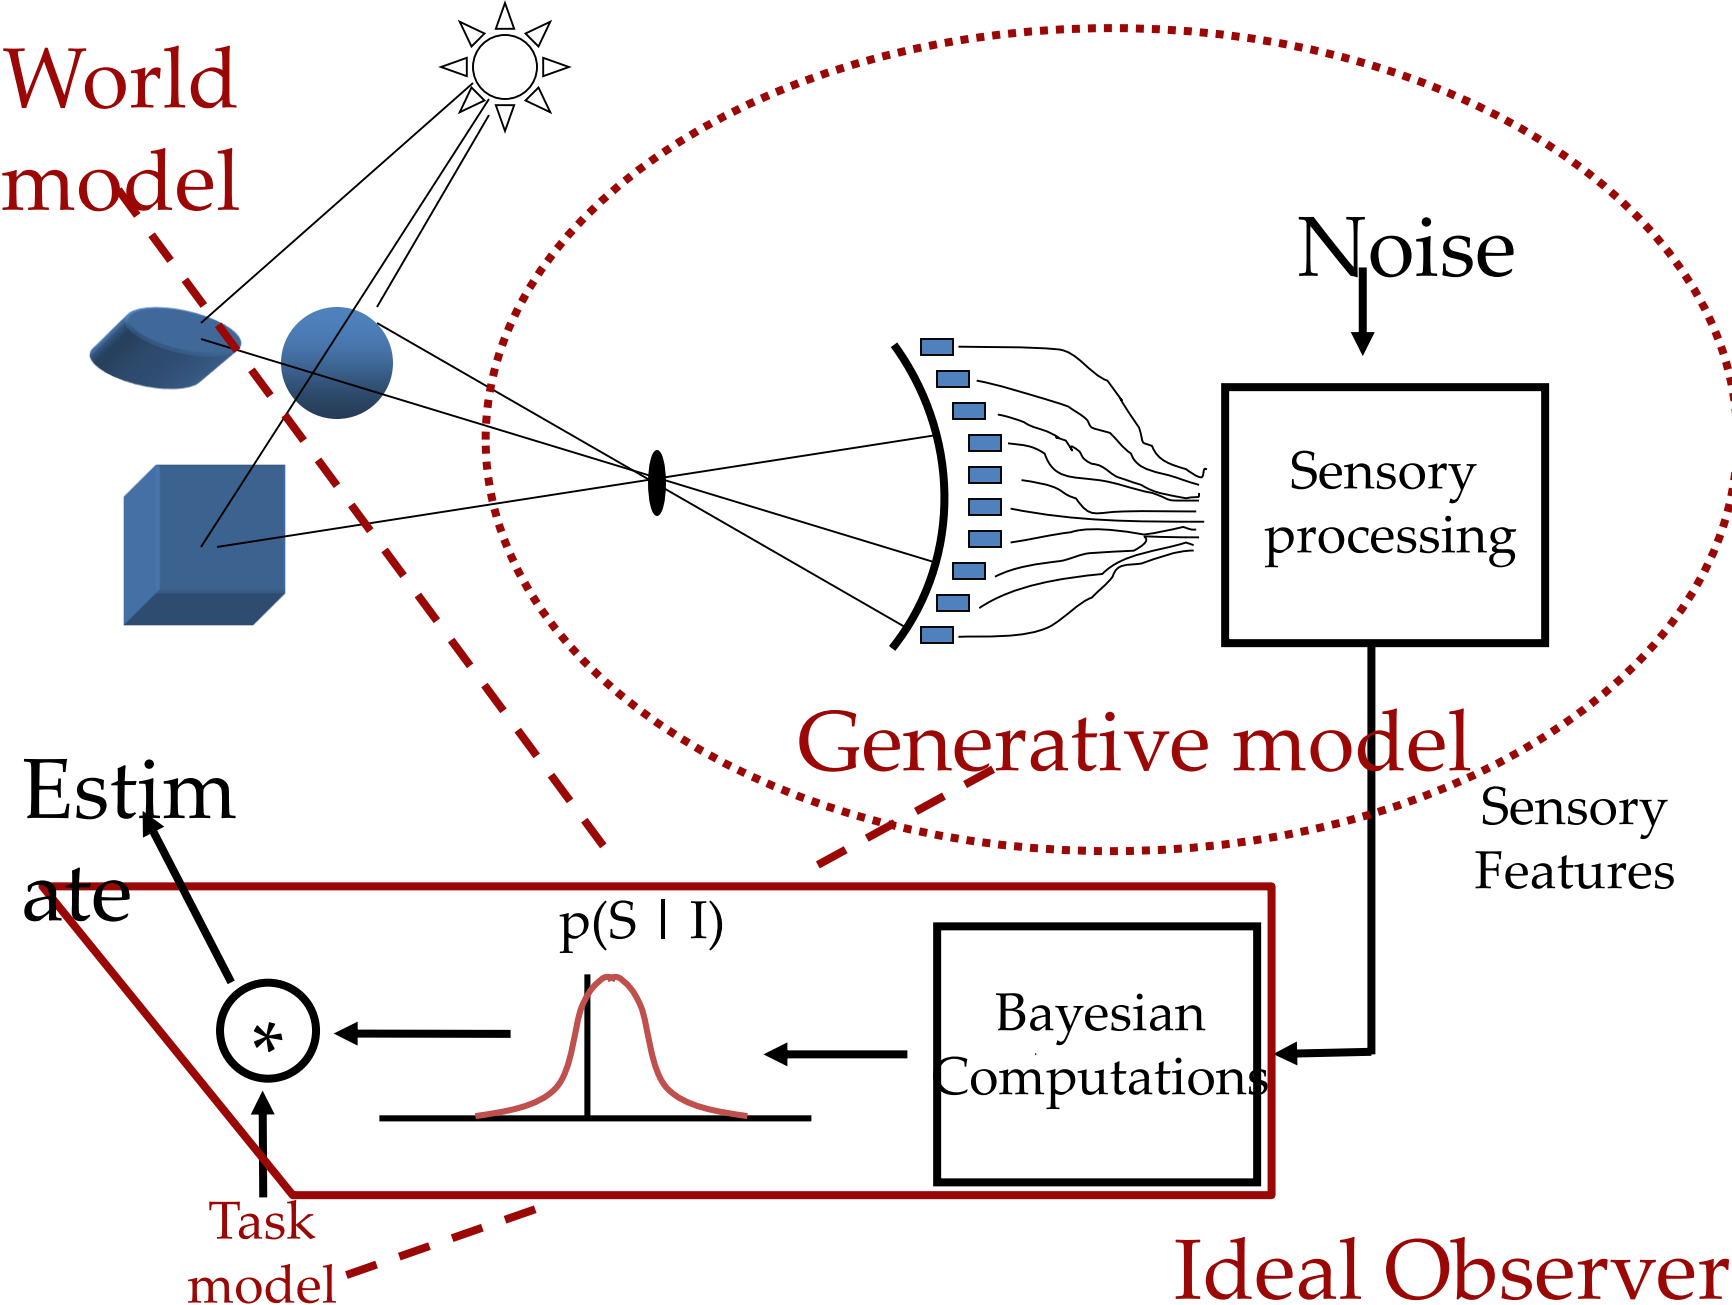 World
model
Noise
Sensory
processing
Generative model
Sensory
Features
Estim
ate
p(S | I)
Bayesian
Computations
*
Task
model
Ideal Observer